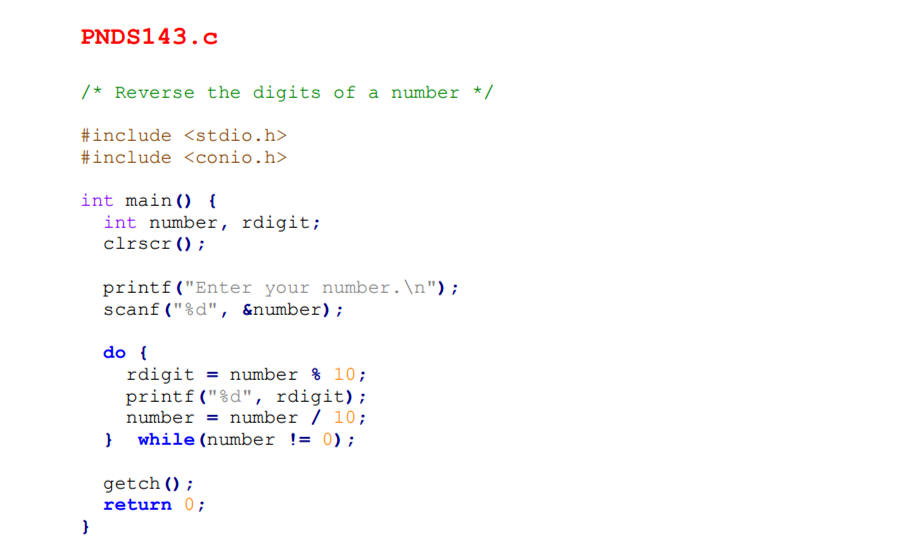 PNDS143.c
/* Reverse the digits of a number */
#include <stdio.h>
#include <conio.h>
int main() {
  int number, rdigit;
  clrscr();
  printf("Enter your number.\n");
  scanf("%d", &number);
  do {
    rdigit = number % 10;
    printf("%d", rdigit);
    number = number / 10;
  }  while(number != 0);
  getch();
  return 0;
}